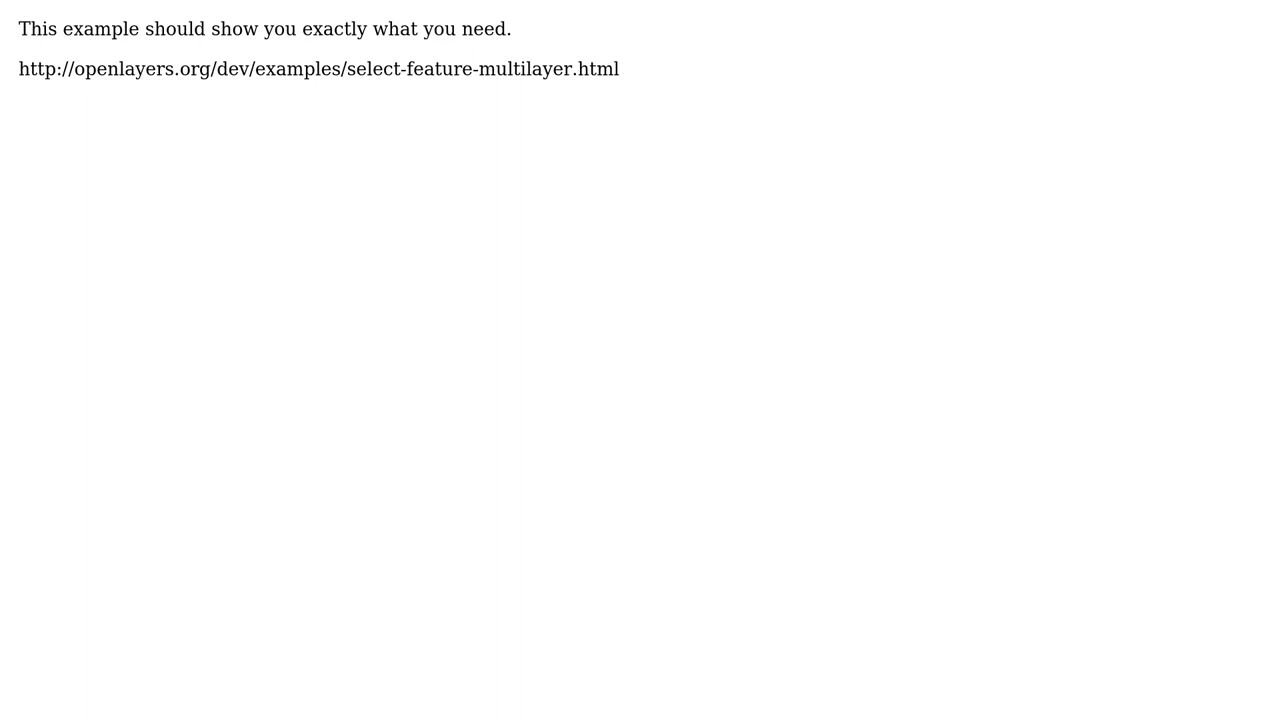 This example should show you exactly what you need.
http://openlayers.org/dev/examples/select-feature-multilayer.html